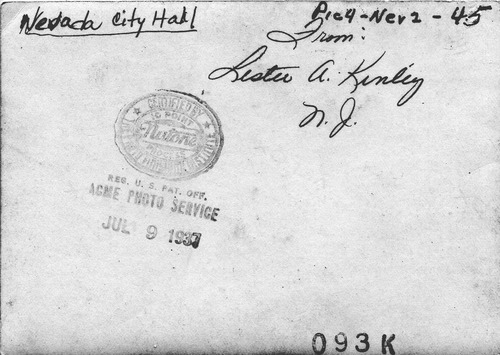 Nevada City Hall
Pic4-Nev2-45
From:
Lester A. Kinley
N.J.
Nutone
REG. U. S. PAT. OFF.
ACME PHOTO SERVICE
JUL 9 1937
093K